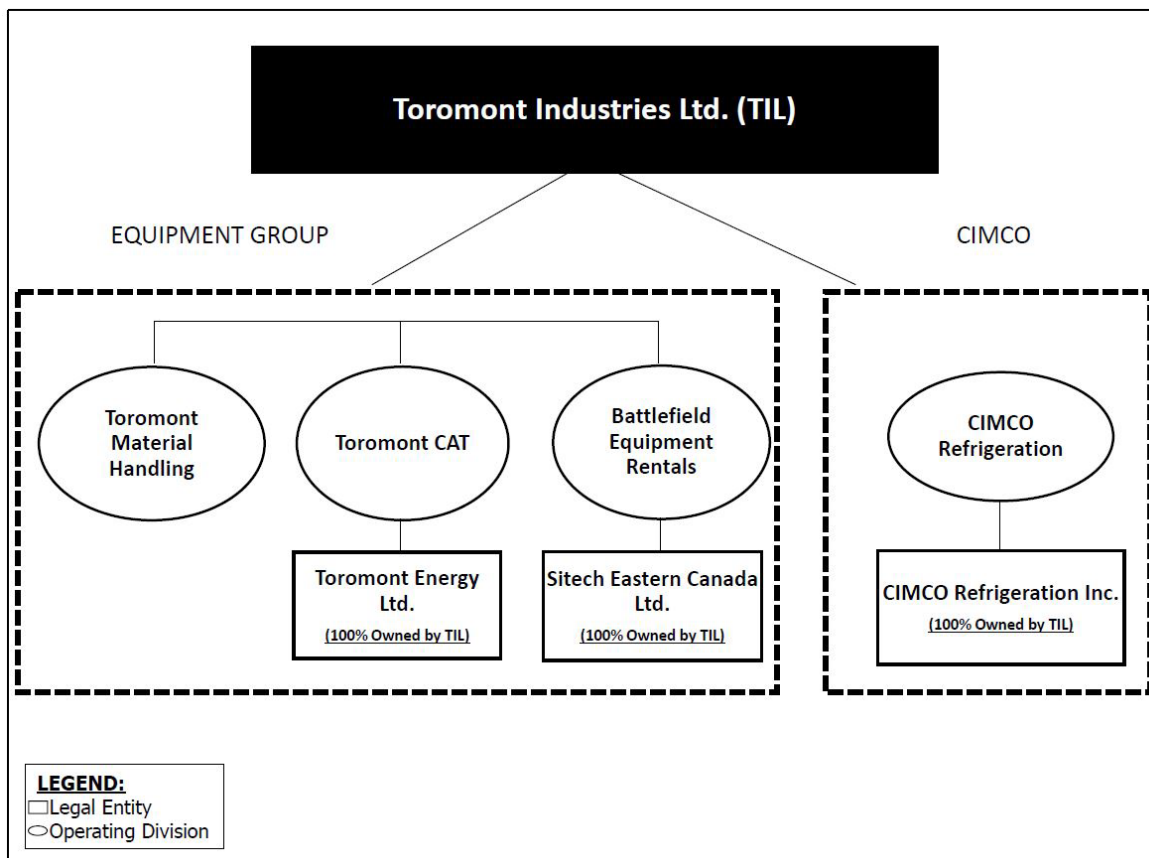 Toromont Industries Ltd. (TIL)
EQUIPMENT GROUP
CIMCO
Toromont
Material
Handling
Toromont CAT
Battlefield
Equipment
Rentals
CIMCO
Refrigeration
Toromont Energy
Ltd.
(100% Owned by TIL)
Sitech Eastern Canada
Ltd.
(100% Owned by TIL)
CIMCO Refrigeration Inc.
(100% Owned by TIL)
LEGEND:
Legal Entity
Operating Division